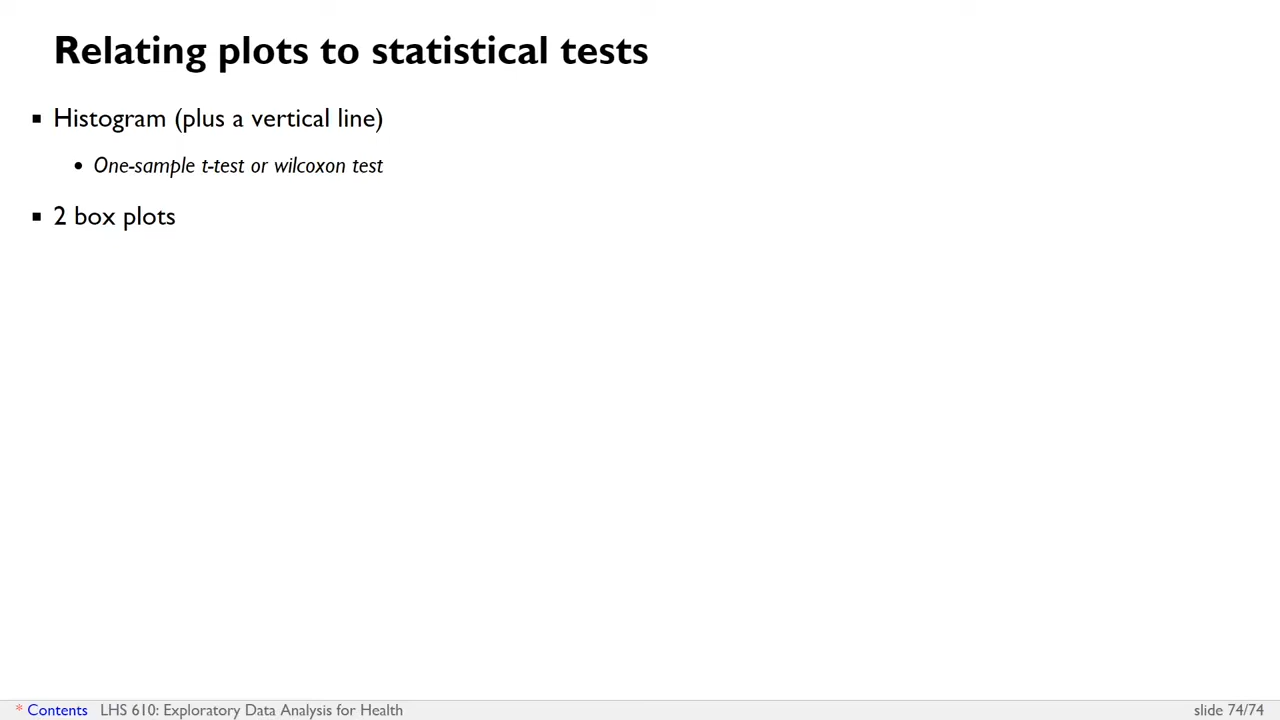 Relating plots to statistical tests
▪ Histogram (plus a vertical line)
• One-sample t-test or wilcoxon test
▪ 2 box plots
* Contents LHS 610: Exploratory Data Analysis for Health slide 74/74